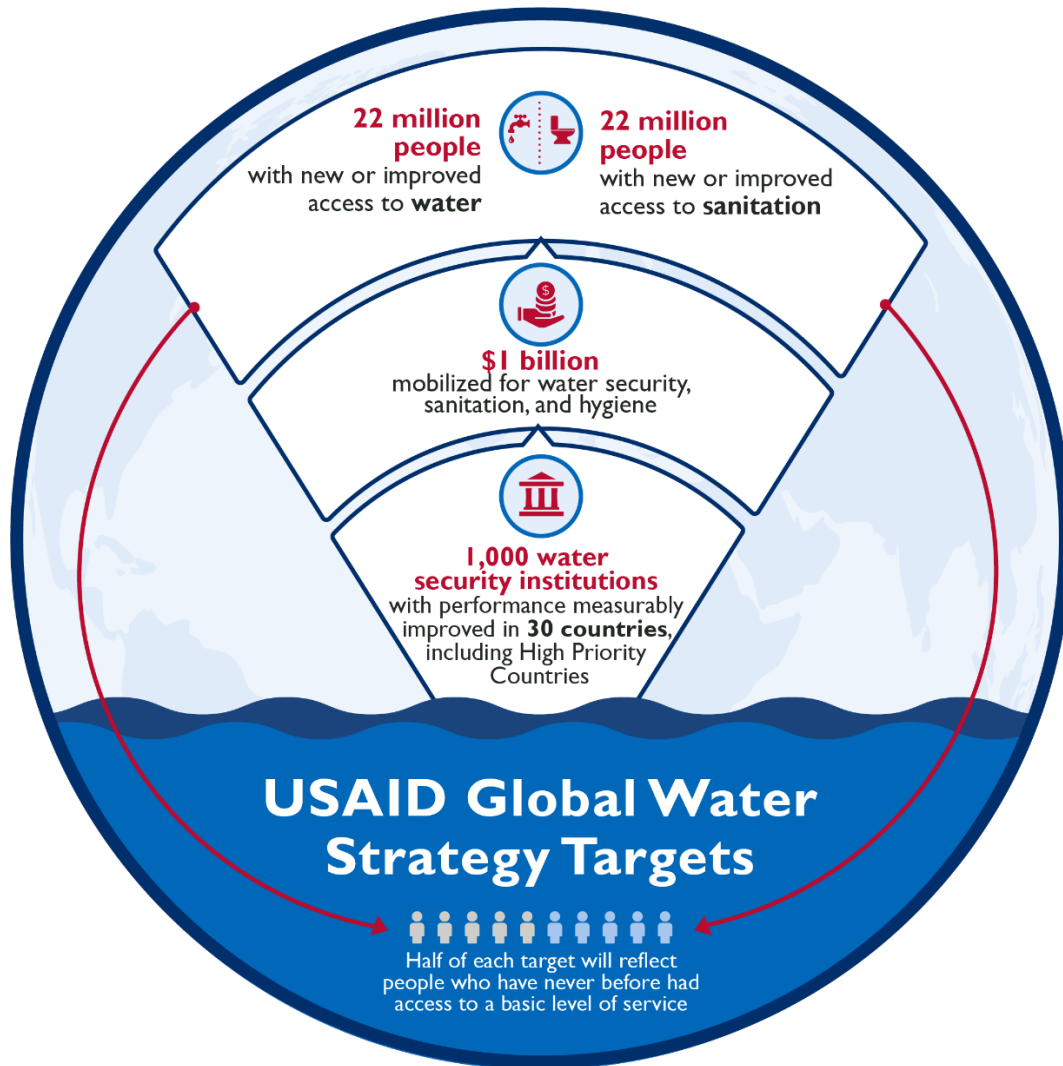 22 million
people
with new or improved
access to water
22 million
people
with new or improved
access to sanitation
$
$1 billion
mobilized for water security,
sanitation, and hygiene
1,000 water
security institutions
with performance measurably
improved in 30 countries,
including High Priority
Countries
USAID Global Water
Strategy Targets
Half of each target will reflect
people who have never before had
access to a basic level of service